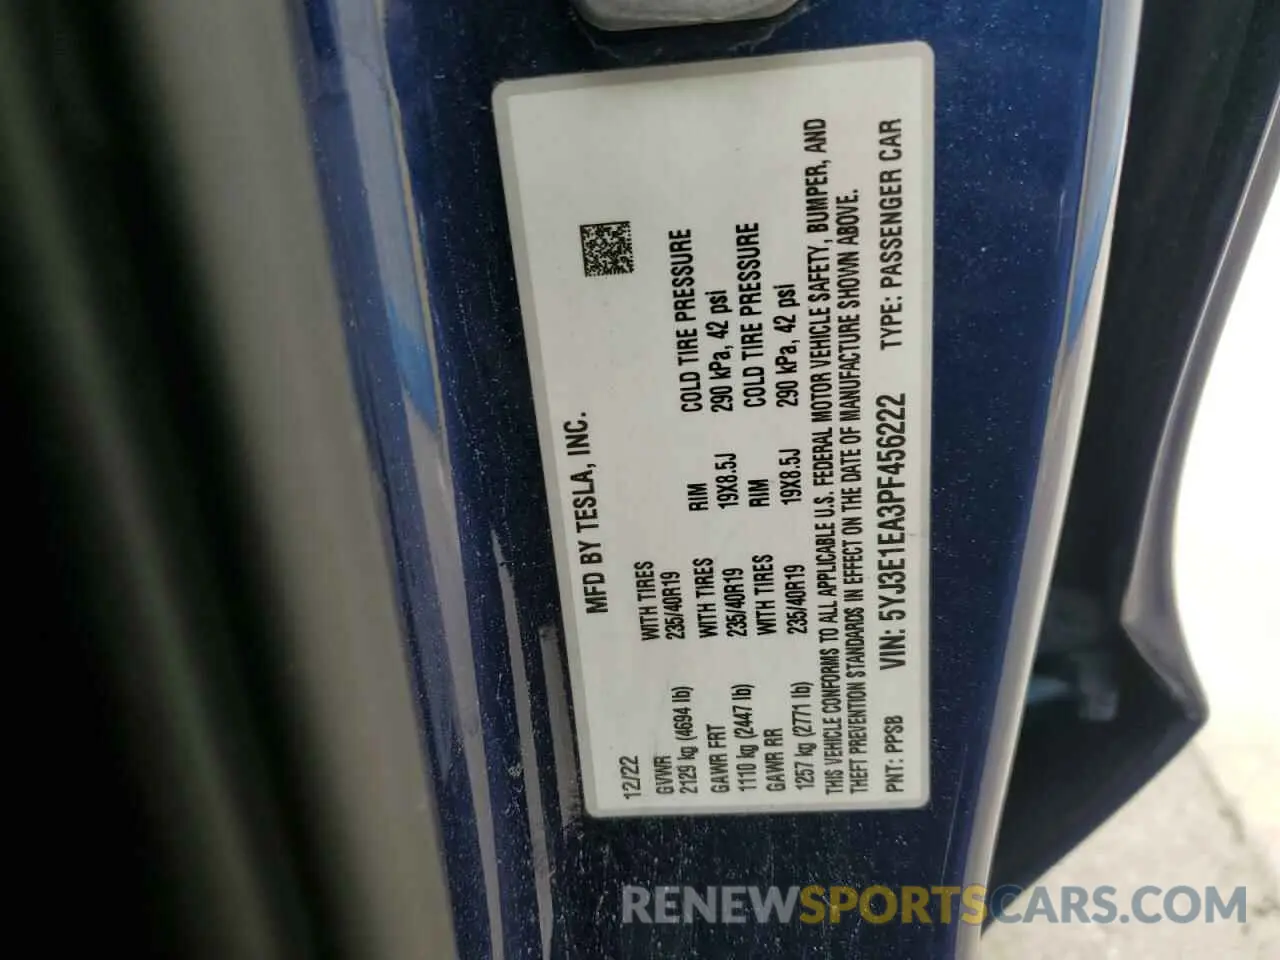 MFD BY TESLA, INC.
12/22
GVWR WITH TIRES RIM COLD TIRE PRESSURE
2129 kg (4694 lb) 235/40R19 19X8.5J 290 kPa, 42 psi
GAWR FRT WITH TIRES RIM COLD TIRE PRESSURE
1110 kg (2447 lb) 235/40R19 19X8.5J 290 kPa, 42 psi
GAWR RR WITH TIRES
1257 kg (2771 lb) 235/40R19
THIS VEHICLE CONFORMS TO ALL APPLICABLE U.S. FEDERAL MOTOR VEHICLE SAFETY, BUMPER, AND
THEFT PREVENTION STANDARDS IN EFFECT ON THE DATE OF MANUFACTURE SHOWN ABOVE.
PNT: PPSB VIN: 5YJ3E1EA3PF456222 TYPE: PASSENGER CAR
RENEWSPORTSCARS.COM